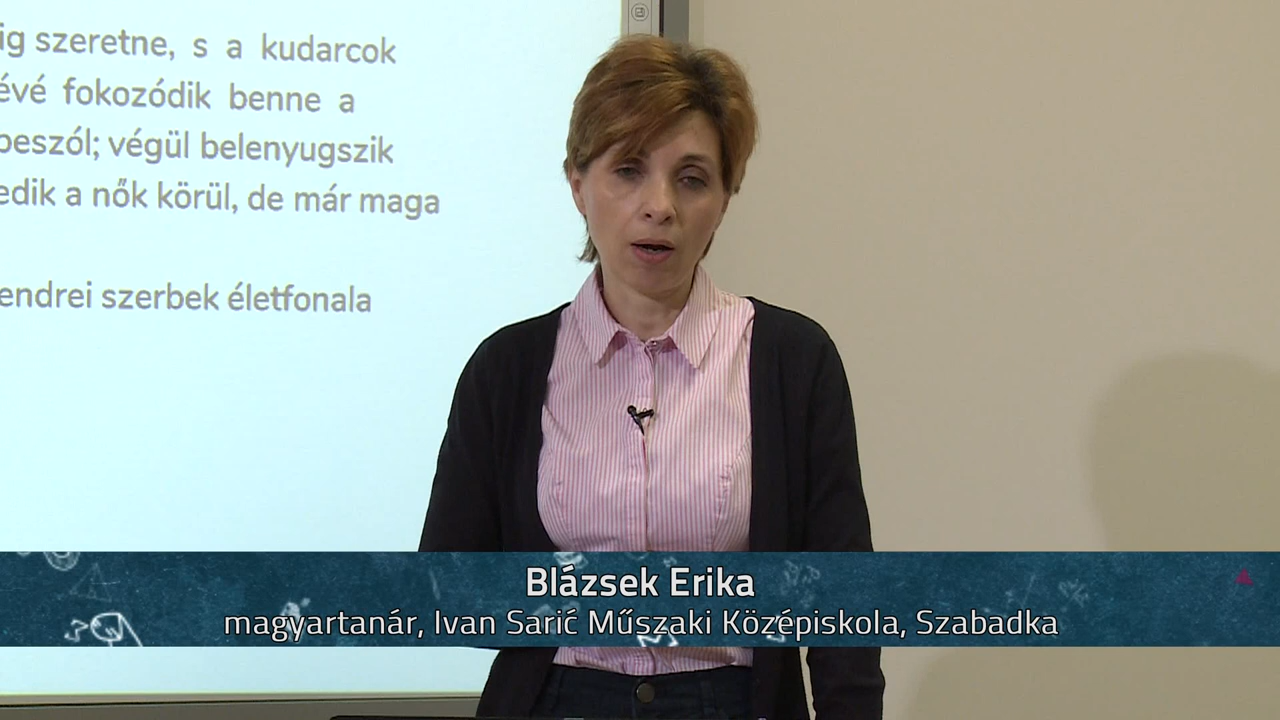 ig szeretne, s a kudarcok
évé fokozódik benne a
beszól; végül belenyugszik
edik a nők körül, de már maga
endrei szerbek életfonala
Blázsek Erika
magyartanár, Ivan Sarić Műszaki Középiskola, Szabadka